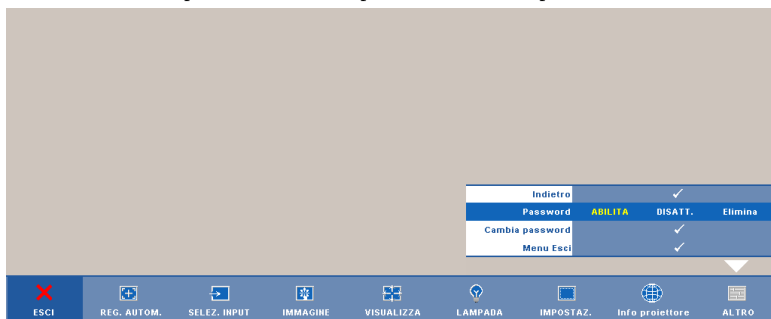 Indietro
Password ABILITA DISATT. Elimina
Cambia password
Menu Esci
ESCI REG. AUTOM. SELEZ. INPUT IMMAGINE VISUALIZZA LAMPADA IMPOSTAZ. Info proiettore ALTRO